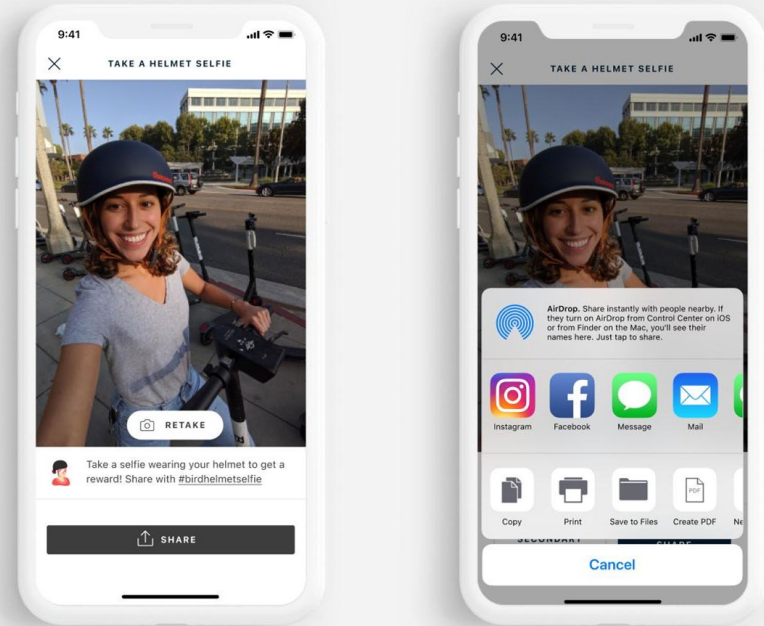 9:41
TAKE A HELMET SELFIE
RETAKE
Take a selfie wearing your helmet to get a
reward! Share with #birdhelmetselfie
SHARE
9:41
TAKE A HELMET SELFIE
AirDrop. Share instantly with people nearby. If
they turn on AirDrop from Control Center on iOS
or from Finder on the Mac, you'll see their
names here. Just tap to share.
Instagram
Facebook
Message
Mail
PDF
Copy
Print
Save to Files
Create PDF
Ne
SECONDARY
SHARE
Cancel